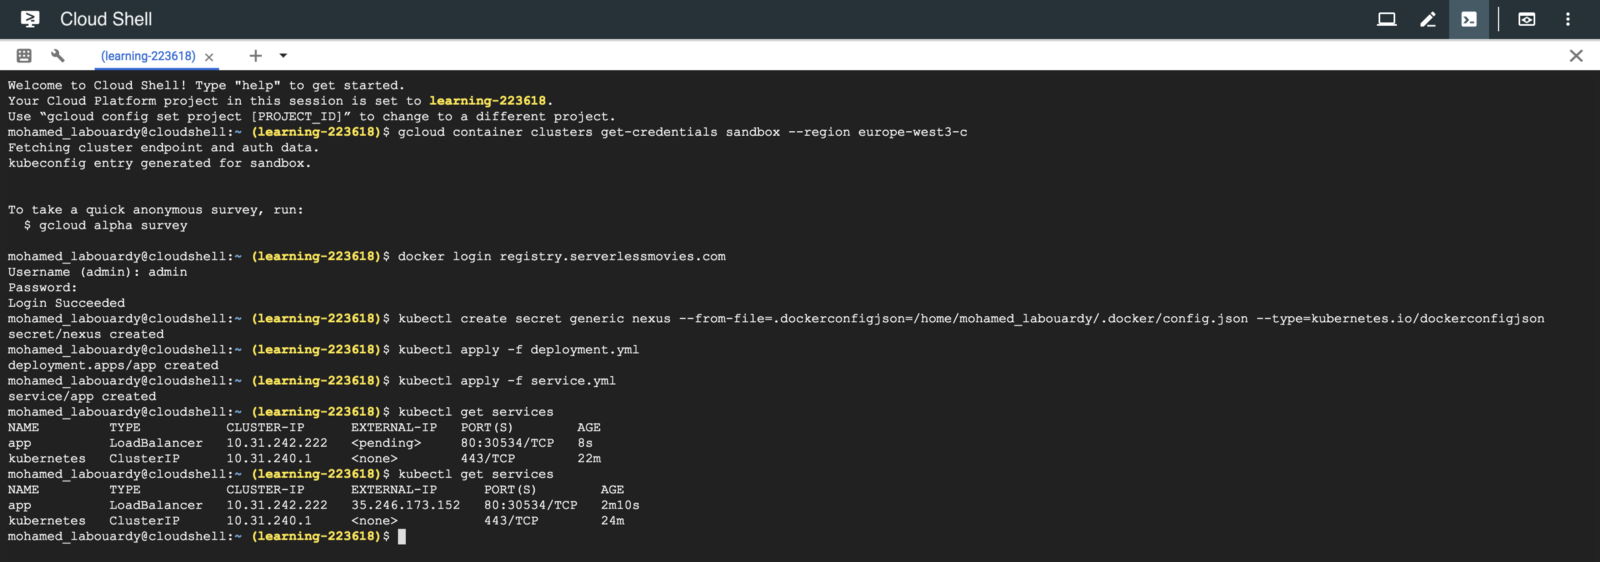 Cloud Shell
(learning-223618)
Welcome to Cloud Shell! Type "help" to get started.
Your Cloud Platform project in this session is set to learning-223618.
Use “gcloud config set project [PROJECT_ID]” to change to a different project.
mohamed_labouardy@cloudshell:~ (learning-223618)$ gcloud container clusters get-credentials sandbox --region europe-west3-c
Fetching cluster endpoint and auth data.
kubeconfig entry generated for sandbox.
To take a quick anonymous survey, run:
$ gcloud alpha survey
mohamed_labouardy@cloudshell:~ (learning-223618)$ docker login registry.serverlessmovies.com
Username (admin): admin
Password:
Login Succeeded
mohamed_labouardy@cloudshell:~ (learning-223618)$ kubectl create secret generic nexus --from-file=.dockerconfigjson=/home/mohamed_labouardy/.docker/config.json --type=kubernetes.io/dockerconfigjson
secret/nexus created
mohamed_labouardy@cloudshell:~ (learning-223618)$ kubectl apply -f deployment.yml
deployment.apps/app created
mohamed_labouardy@cloudshell:~ (learning-223618)$ kubectl apply -f service.yml
service/app created
mohamed_labouardy@cloudshell:~ (learning-223618)$ kubectl get services
NAME TYPE CLUSTER-IP EXTERNAL-IP PORT(S) AGE
app LoadBalancer 10.31.242.222 <pending> 80:30534/TCP 8s
kubernetes ClusterIP 10.31.240.1 <none> 443/TCP 22m
mohamed_labouardy@cloudshell:~ (learning-223618)$ kubectl get services
NAME TYPE CLUSTER-IP EXTERNAL-IP PORT(S) AGE
app LoadBalancer 10.31.242.222 35.246.173.152 80:30534/TCP 2m10s
kubernetes ClusterIP 10.31.240.1 <none> 443/TCP 24m
mohamed_labouardy@cloudshell:~ (learning-223618)$